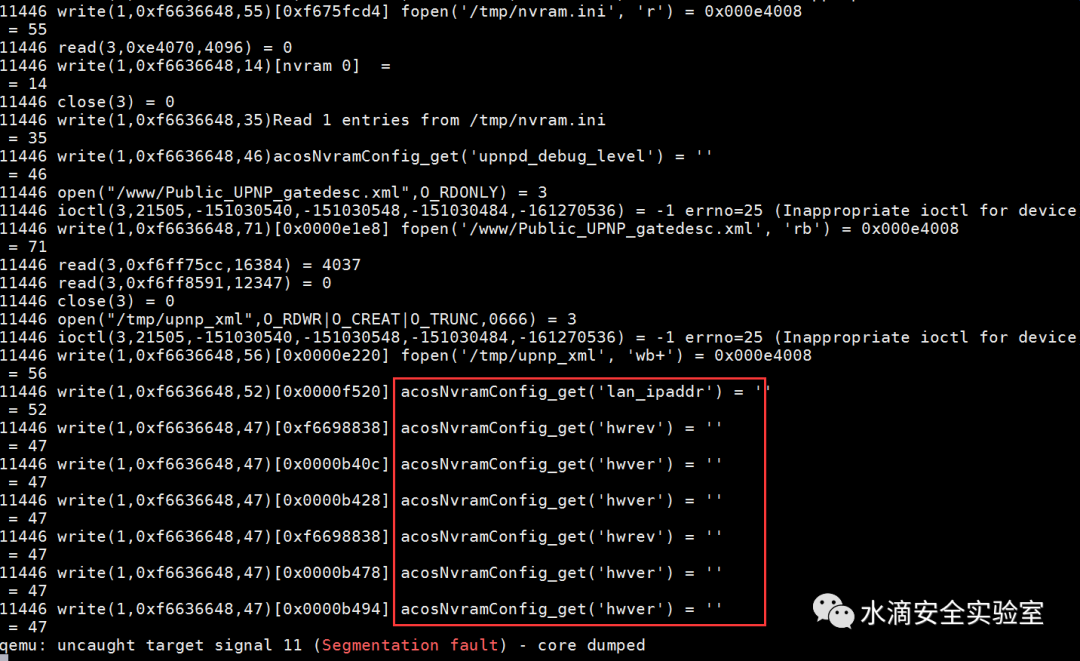 11446 write(1,0xf6636648,55)[0xf675fcd4] fopen('/tmp/nvram.ini', 'r') = 0x000e4008
= 55
11446 read(3,0xe4070,4096) = 0
11446 write(1,0xf6636648,14)[nvram 0]  =
= 14
11446 close(3) = 0
11446 write(1,0xf6636648,35)Read 1 entries from /tmp/nvram.ini
= 35
11446 write(1,0xf6636648,46)acosNvramConfig_get('upnpd_debug_level') = ''
= 46
11446 open("/www/Public_UPNP_gatedesc.xml",O_RDONLY) = 3
11446 ioctl(3,21505,-151030540,-151030548,-151030484,-161270536) = -1 errno=25 (Inappropriate ioctl for device
11446 write(1,0xf6636648,71)[0x0000e1e8] fopen('/www/Public_UPNP_gatedesc.xml', 'rb') = 0x000e4008
= 71
11446 read(3,0xf6ff75cc,16384) = 4037
11446 read(3,0xf6ff8591,12347) = 0
11446 close(3) = 0
11446 open("/tmp/upnp_xml",O_RDWR|O_CREAT|O_TRUNC,0666) = 3
11446 ioctl(3,21505,-151030540,-151030548,-151030484,-161270536) = -1 errno=25 (Inappropriate ioctl for device
11446 write(1,0xf6636648,56)[0x0000e220] fopen('/tmp/upnp_xml', 'wb+') = 0x000e4008
= 56
11446 write(1,0xf6636648,52)[0x0000f520] acosNvramConfig_get('lan_ipaddr') = ''
= 52
11446 write(1,0xf6636648,47)[0xf6698838] acosNvramConfig_get('hwrev') = ''
= 47
11446 write(1,0xf6636648,47)[0x0000b40c] acosNvramConfig_get('hwver') = ''
= 47
11446 write(1,0xf6636648,47)[0x0000b428] acosNvramConfig_get('hwver') = ''
= 47
11446 write(1,0xf6636648,47)[0xf6698838] acosNvramConfig_get('hwrev') = ''
= 47
11446 write(1,0xf6636648,47)[0x0000b478] acosNvramConfig_get('hwver') = ''
= 47
11446 write(1,0xf6636648,47)[0x0000b494] acosNvramConfig_get('hwver') = ''
= 47
qemu: uncaught target signal 11 (Segmentation fault) - core dumped
水滴安全实验室